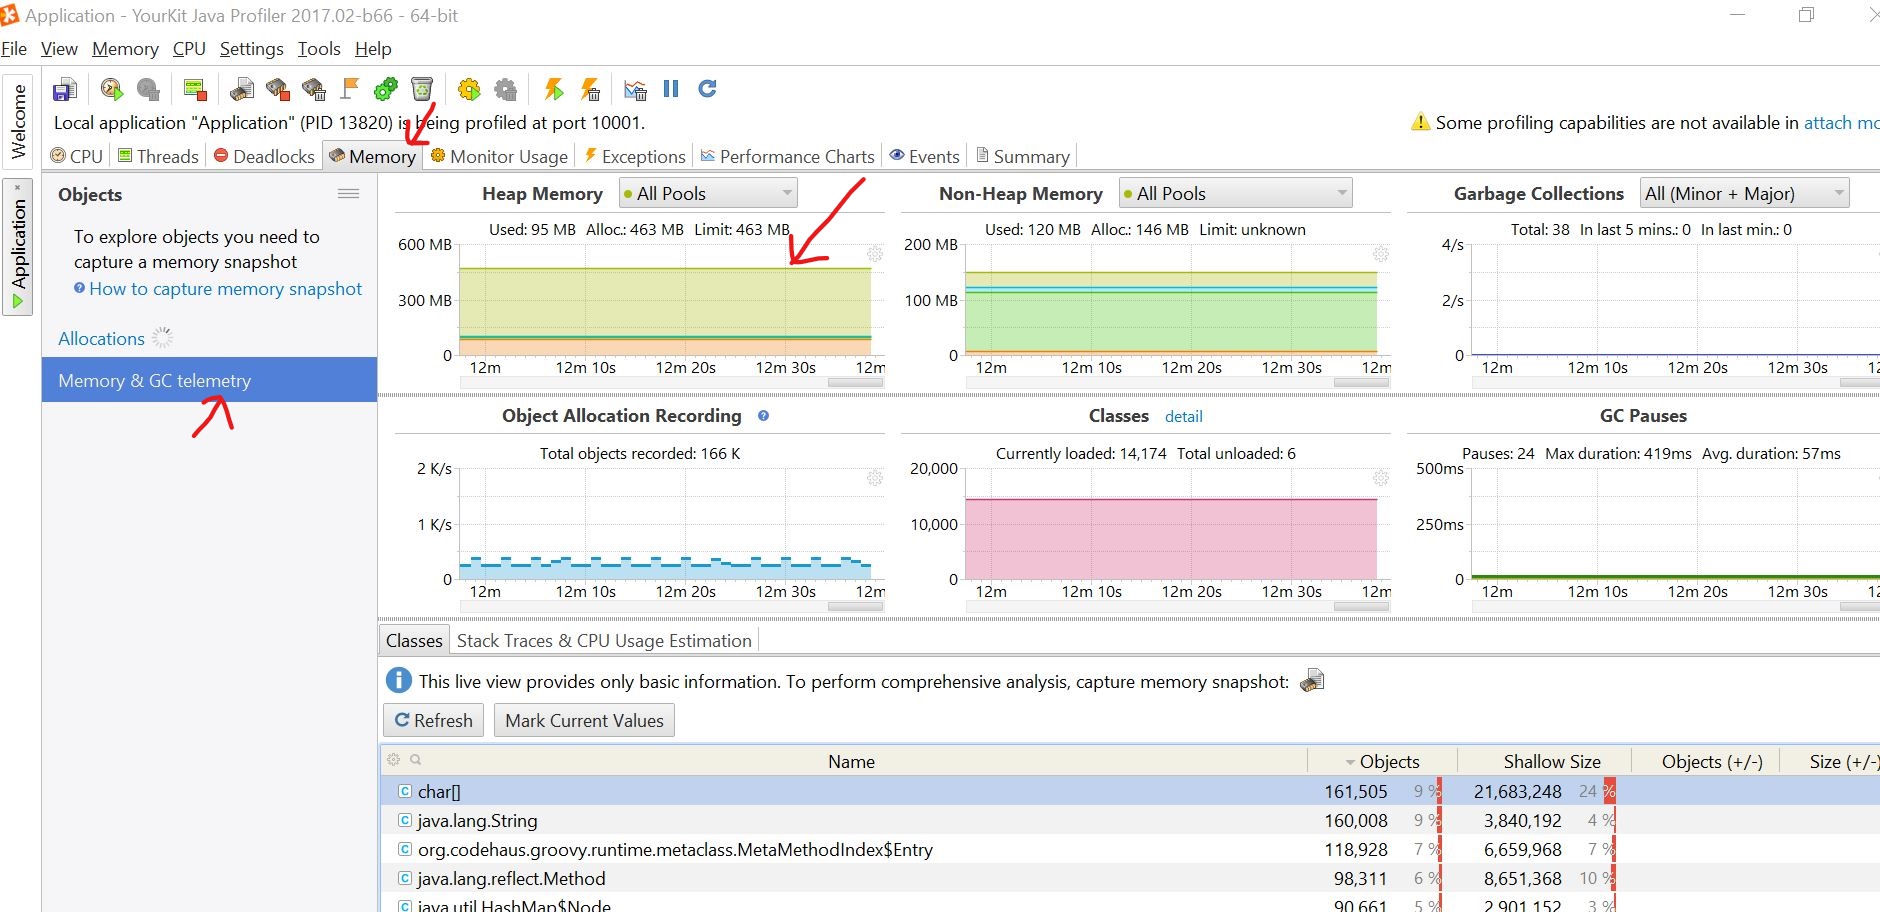 Application - YourKit Java Profiler 2017.02-b66 - 64-bit
File View Memory CPU Settings Tools Help
Welcome
Application
Local application "Application" (PID 13820) is being profiled at port 10001.
Some profiling capabilities are not available in attach mo
CPU Threads Deadlocks Memory Monitor Usage Exceptions Performance Charts Events Summary
Objects
To explore objects you need to
capture a memory snapshot
How to capture memory snapshot
Allocations
Memory & GC telemetry
Heap Memory All Pools
Used: 95 MB Alloc.: 463 MB Limit: 463 MB
600 MB
300 MB
0
12m 12m 10s 12m 20s 12m 30s 12m
Non-Heap Memory All Pools
Used: 120 MB Alloc.: 146 MB Limit: unknown
200 MB
100 MB
0
12m 12m 10s 12m 20s 12m 30s 12m
Garbage Collections All (Minor + Major)
Total: 38 In last 5 mins.: 0 In last min.: 0
4/s
2/s
0
12m 12m 10s 12m 20s 12m 30s 12
Object Allocation Recording
Total objects recorded: 166 K
2 K/s
1 K/s
0
12m 12m 10s 12m 20s 12m 30s 12m
Classes detail
Currently loaded: 14,174 Total unloaded: 6
20,000
10,000
0
12m 12m 10s 12m 20s 12m 30s 12m
GC Pauses
Pauses: 24 Max duration: 419ms Avg. duration: 57ms
500ms
250ms
0
12m 12m 10s 12m 20s 12m 30s 12
Classes Stack Traces & CPU Usage Estimation
This live view provides only basic information. To perform comprehensive analysis, capture memory snapshot:
Refresh Mark Current Values
Name Objects Shallow Size Objects (+/-) Size (+/-)
char[] 161,505 9 % 21,683,248 24 %
java.lang.String 160,008 9 % 3,840,192 4 %
org.codehaus.groovy.runtime.metaclass.MetaMethodIndex$Entry 118,928 7 % 6,659,968 7 %
java.lang.reflect.Method 98,311 6 % 8,651,368 10 %
java.util.HashMap$Node 90,661 5 % 2,901,152 3 %